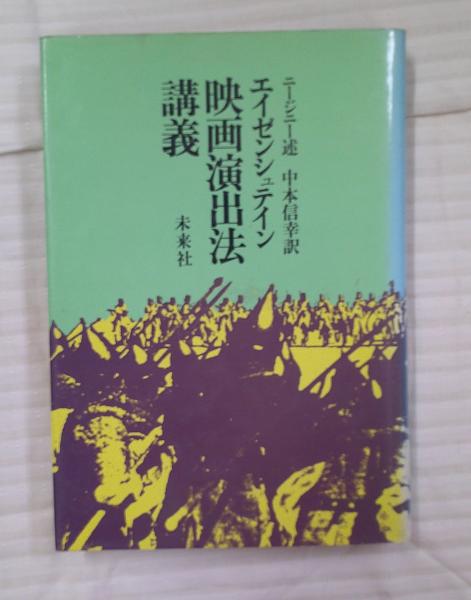 ニージニー述 中本信幸訳
エイゼンシュテイン
映画演出法
講義
未来社